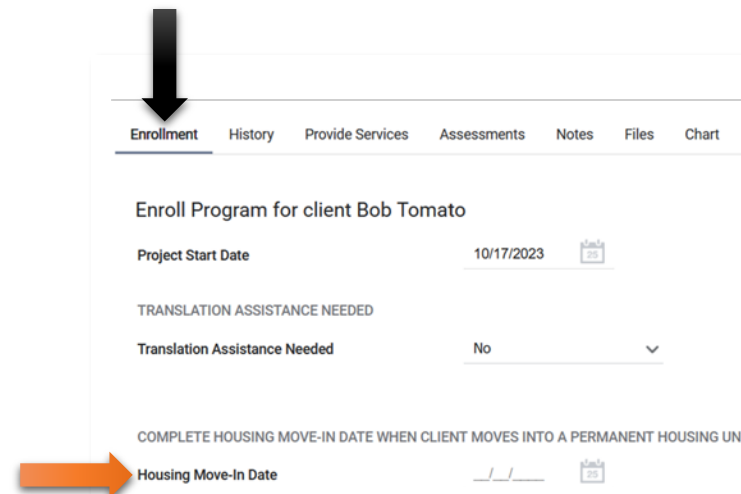 Enrollment History Provide Services Assessments Notes Files Chart
Enroll Program for client Bob Tomato
Project Start Date 10/17/2023 25
TRANSLATION ASSISTANCE NEEDED
Translation Assistance Needed No
COMPLETE HOUSING MOVE-IN DATE WHEN CLIENT MOVES INTO A PERMANENT HOUSING UN
Housing Move-In Date __/__/____ 25